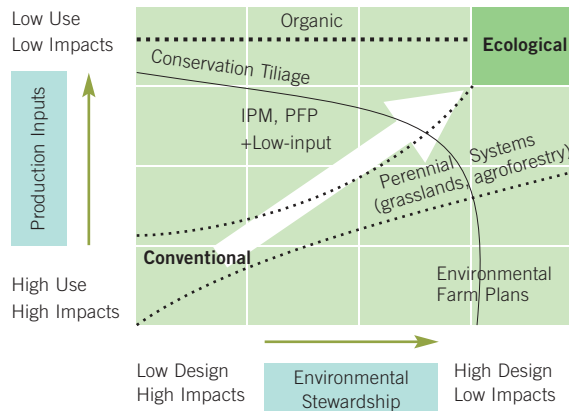 Low Use
Low Impacts
Organic
Ecological
Conservation Tiliage
IPM, PFP
+Low-input
Production Inputs
Perennial Systems
(grasslands, agroforestry)
Conventional
High Use
High Impacts
Environmental
Farm Plans
Low Design
High Impacts
Environmental
Stewardship
High Design
Low Impacts